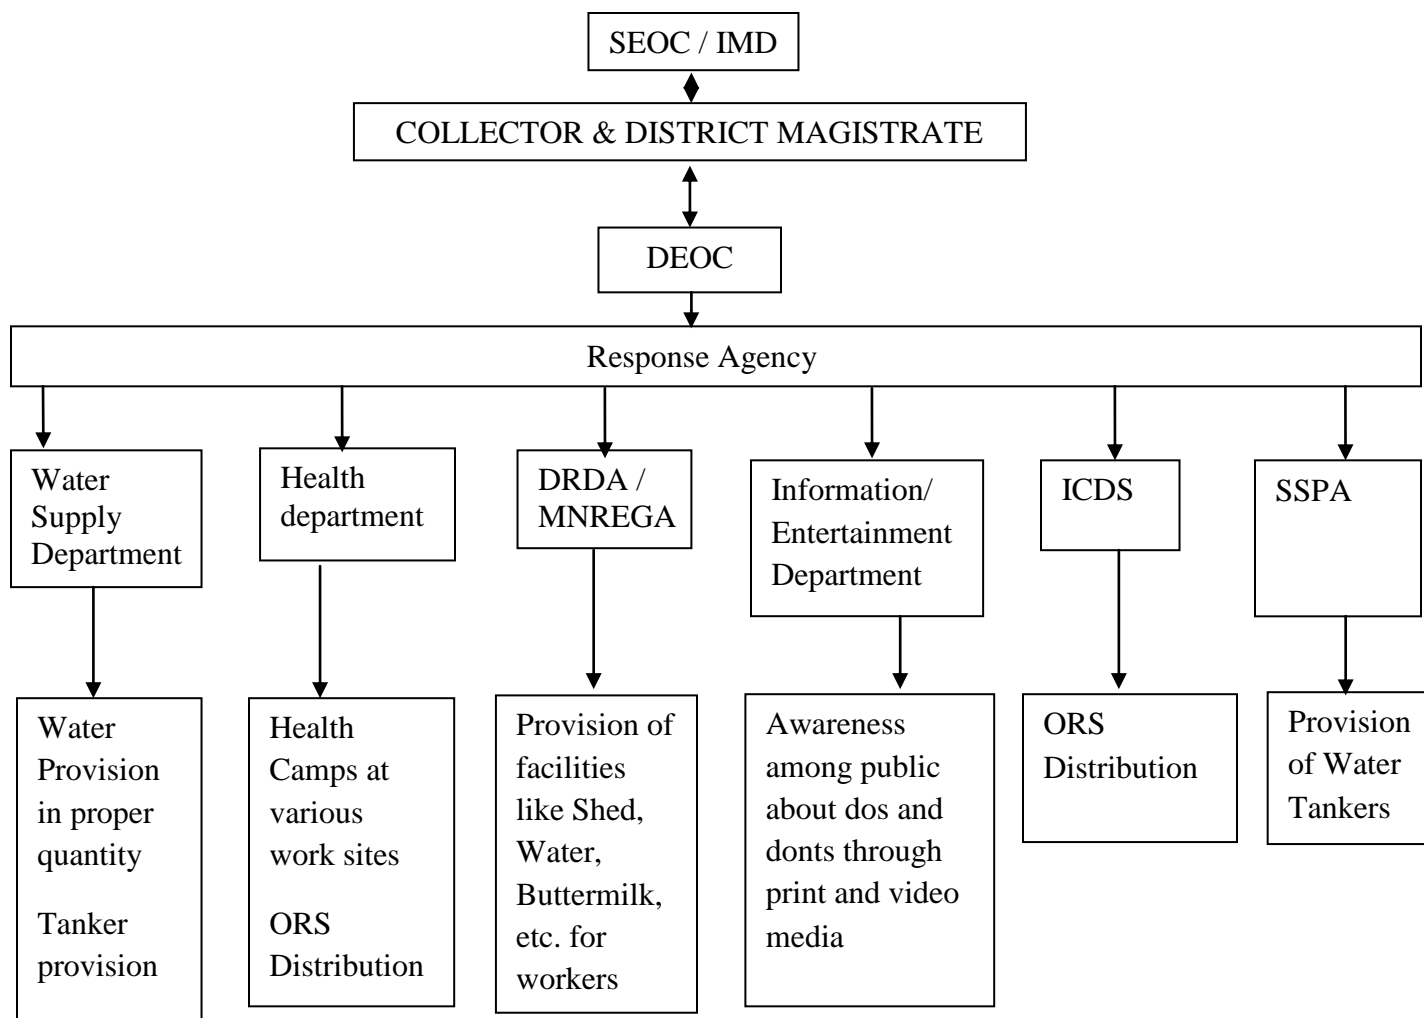 SEOC / IMD
COLLECTOR & DISTRICT MAGISTRATE
DEOC
Response Agency
Water
Supply
Department
Health
department
DRDA /
MNREGA
Information/
Entertainment
Department
ICDS
SSPA
Water
Provision
in proper
quantity
Tanker
provision
Health
Camps at
various
work sites
ORS
Distribution
Provision of
facilities
like Shed,
Water,
Buttermilk,
etc. for
workers
Awareness
among public
about dos and
donts through
print and video
media
ORS
Distribution
Provision
of Water
Tankers